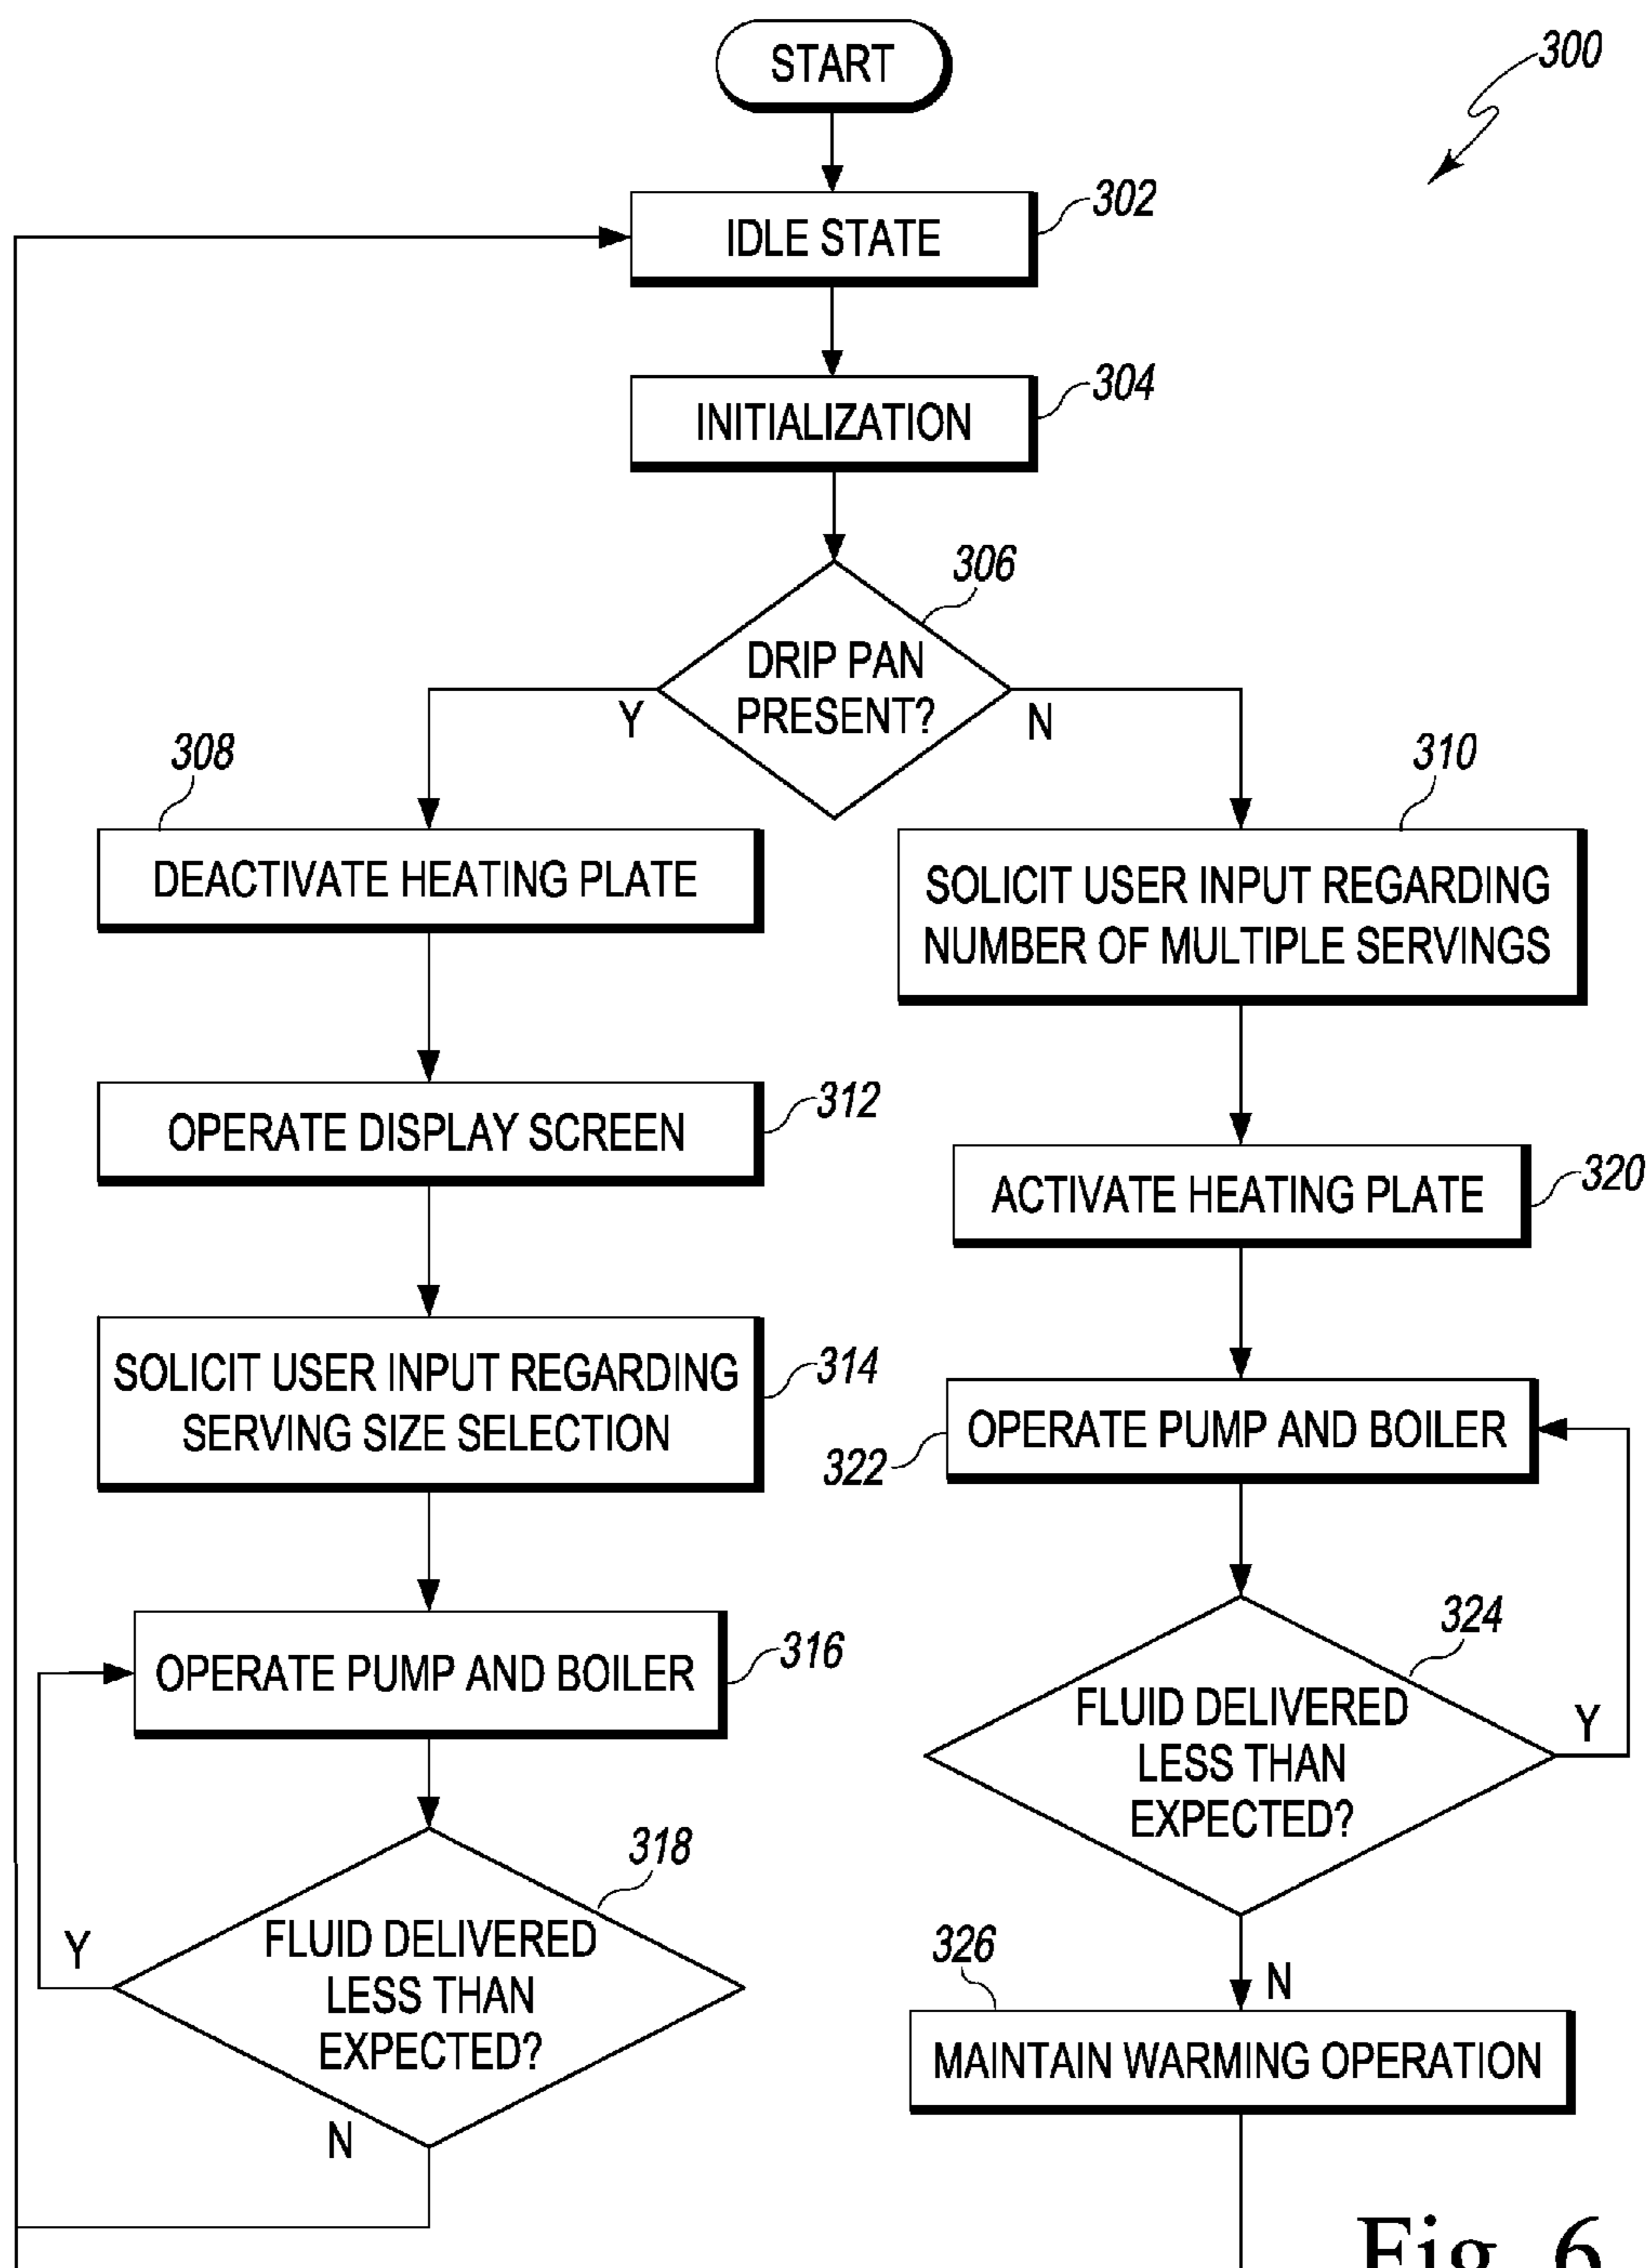 START
300
302
IDLE STATE
304
INITIALIZATION
306
DRIP PAN
PRESENT?
Y
N
308
310
DEACTIVATE HEATING PLATE
SOLICIT USER INPUT REGARDING
NUMBER OF MULTIPLE SERVINGS
OPERATE DISPLAY SCREEN
312
ACTIVATE HEATING PLATE
320
SOLICIT USER INPUT REGARDING
SERVING SIZE SELECTION
314
OPERATE PUMP AND BOILER
322
OPERATE PUMP AND BOILER
316
324
FLUID DELIVERED
LESS THAN
EXPECTED?
Y
318
FLUID DELIVERED
LESS THAN
EXPECTED?
Y
N
326
N
MAINTAIN WARMING OPERATION
Fig. 6